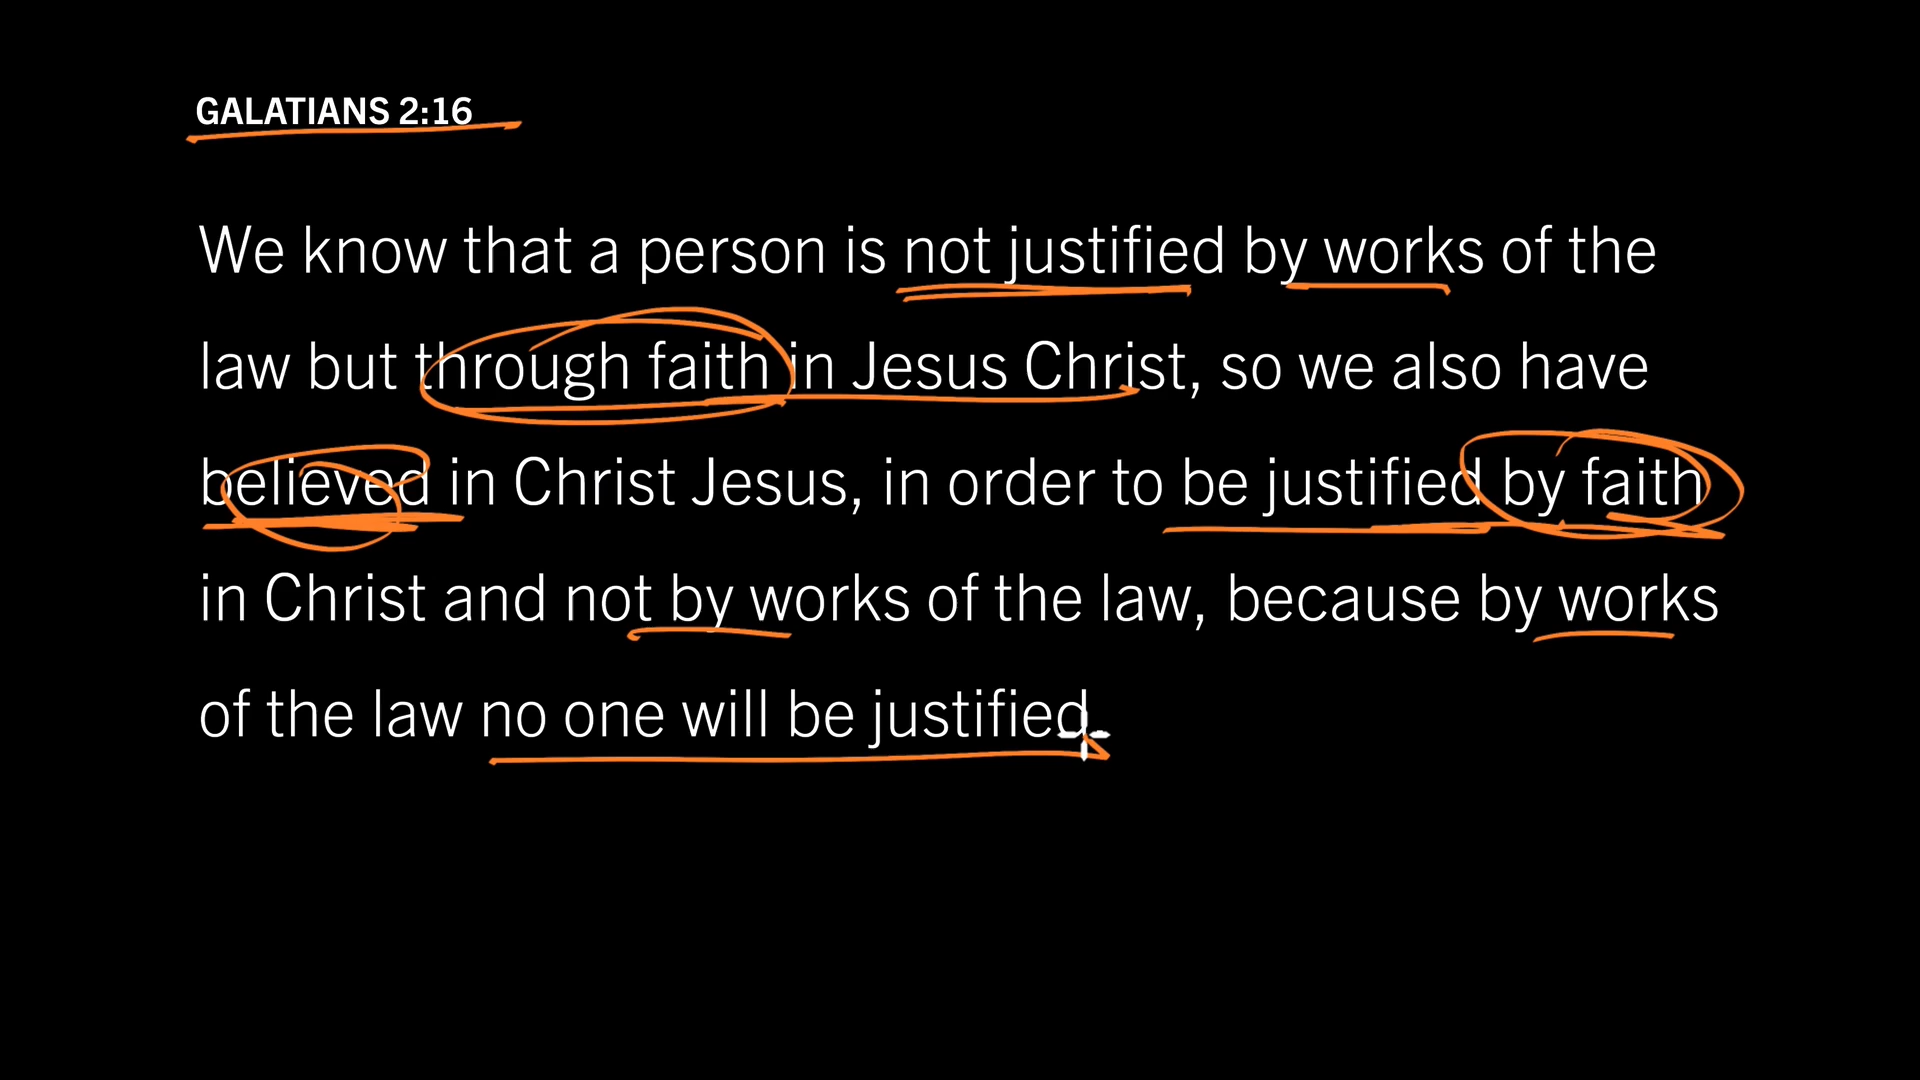 GALATIANS 2:16
We know that a person is not justified by works of the
law but through faith in Jesus Christ, so we also have
believed in Christ Jesus, in order to be justified by faith
in Christ and not by works of the law, because by works
of the law no one will be justified.